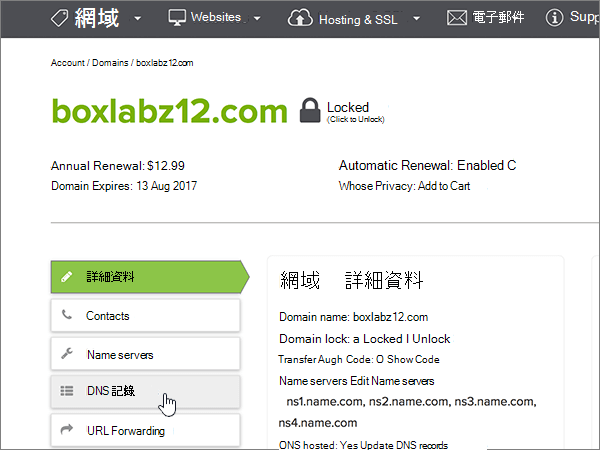 網域 Websites Hosting & SSL 電子郵件 Supp
Account / Domains / boxlabz12.com
boxlabz12.com Locked
(Click to Unlock)
Annual Renewal: $12.99 Automatic Renewal: Enabled C
Domain Expires: 13 Aug 2017 Whose Privacy: Add to Cart
詳細資料
Contacts
Name servers
DNS 記錄
URL Forwarding
網域 詳細資料
Domain name: boxlabz12.com
Domain lock: a Locked I Unlock
Transfer Augh Code: O Show Code
Name servers Edit Name servers
ns1.name.com, ns2.name.com, ns3.name.com,
ns4.name.com
ONS hosted: Yes Update DNS records